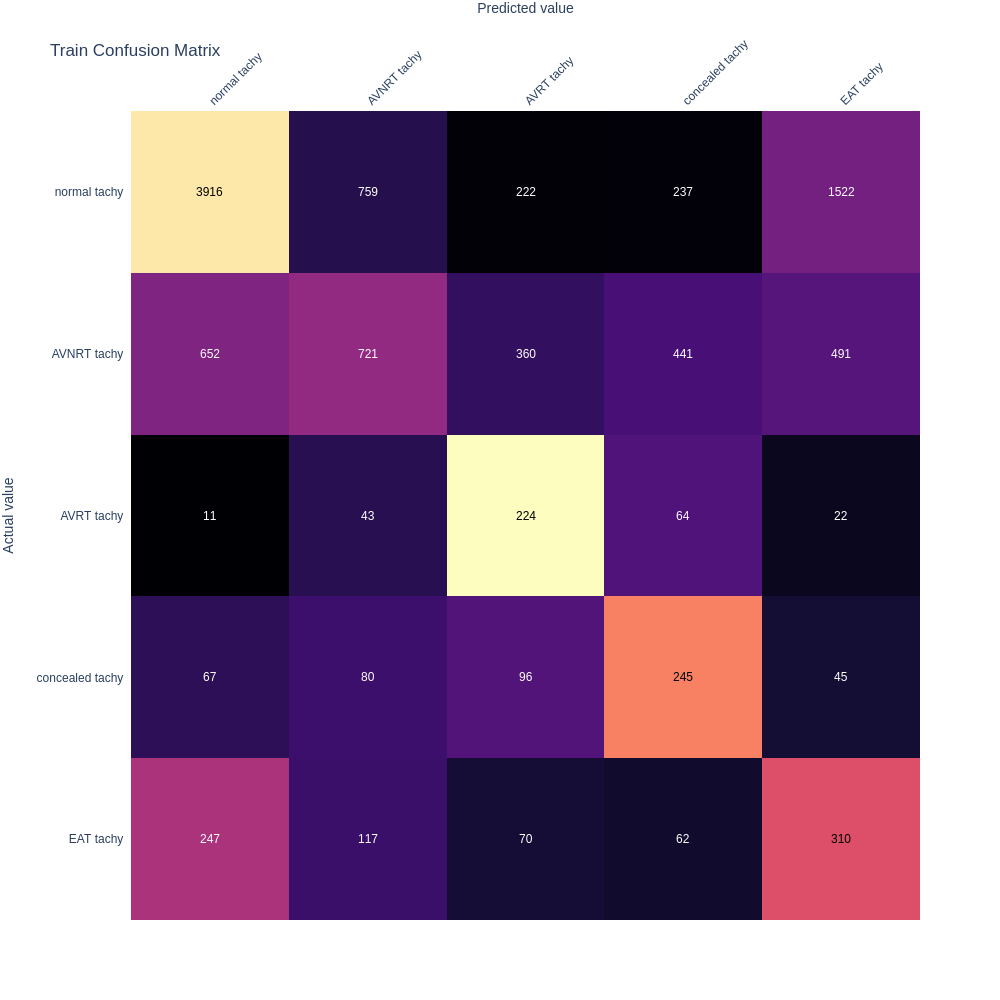 Predicted value
Train Confusion Matrix
normal tachy
AVNRT tachy
AVRT tachy
concealed tachy
EAT tachy
normal tachy 3916 759 222 237 1522
AVNRT tachy 652 721 360 441 491
Actual value
AVRT tachy 11 43 224 64 22
concealed tachy 67 80 96 245 45
EAT tachy 247 117 70 62 310